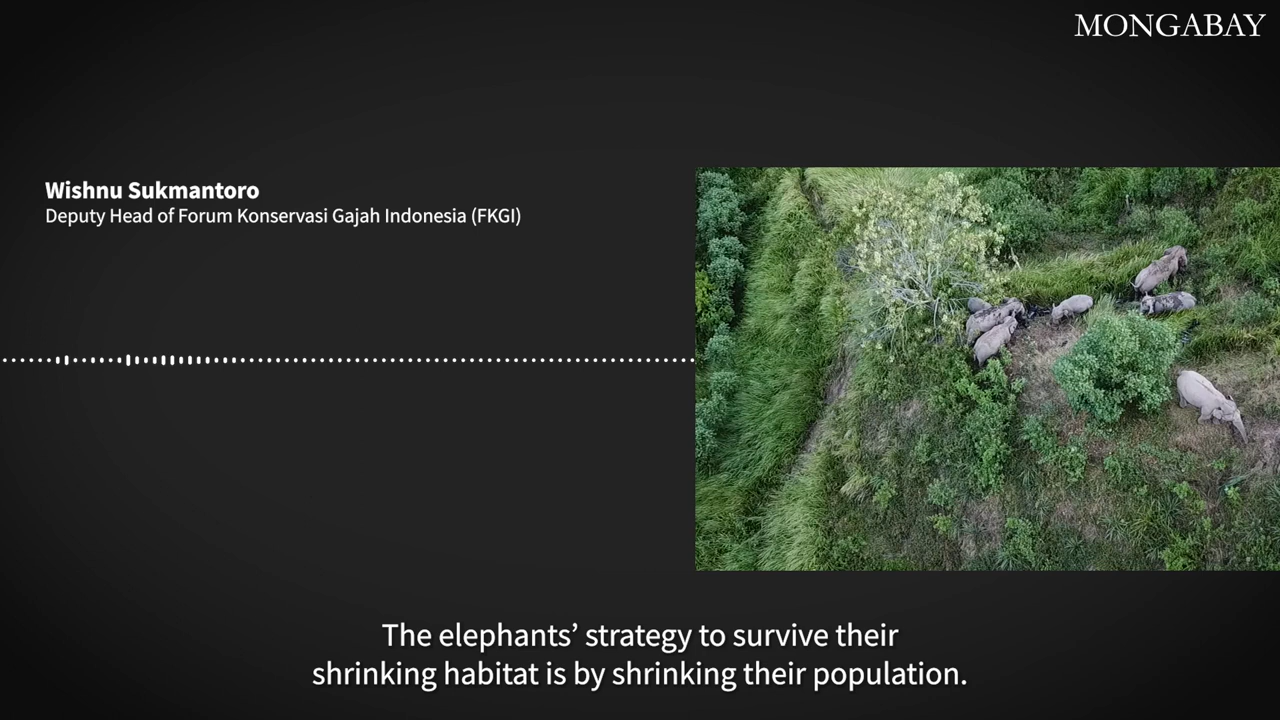 MONGABAY
Wishnu Sukmantoro
Deputy Head of Forum Konservasi Gajah Indonesia (FKGI)
The elephants’ strategy to survive their
shrinking habitat is by shrinking their population.